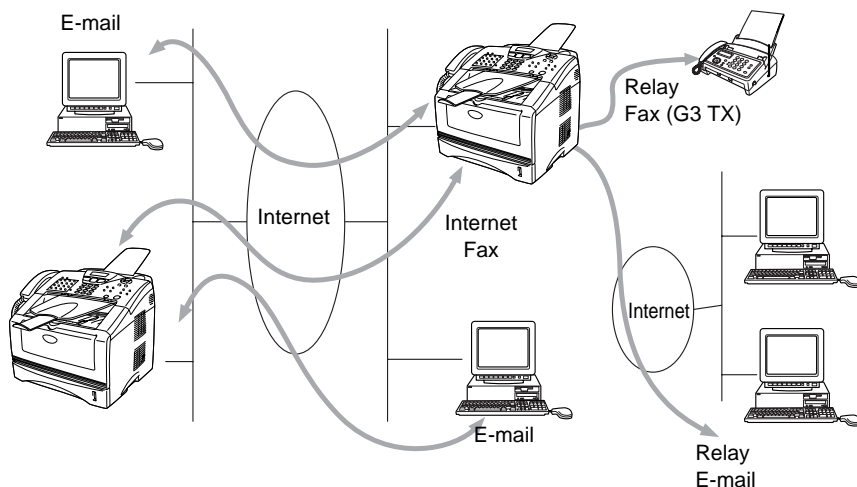 E-mail
Relay
Fax (G3 TX)
Internet
Internet
Fax
Internet
E-mail
Relay
E-mail